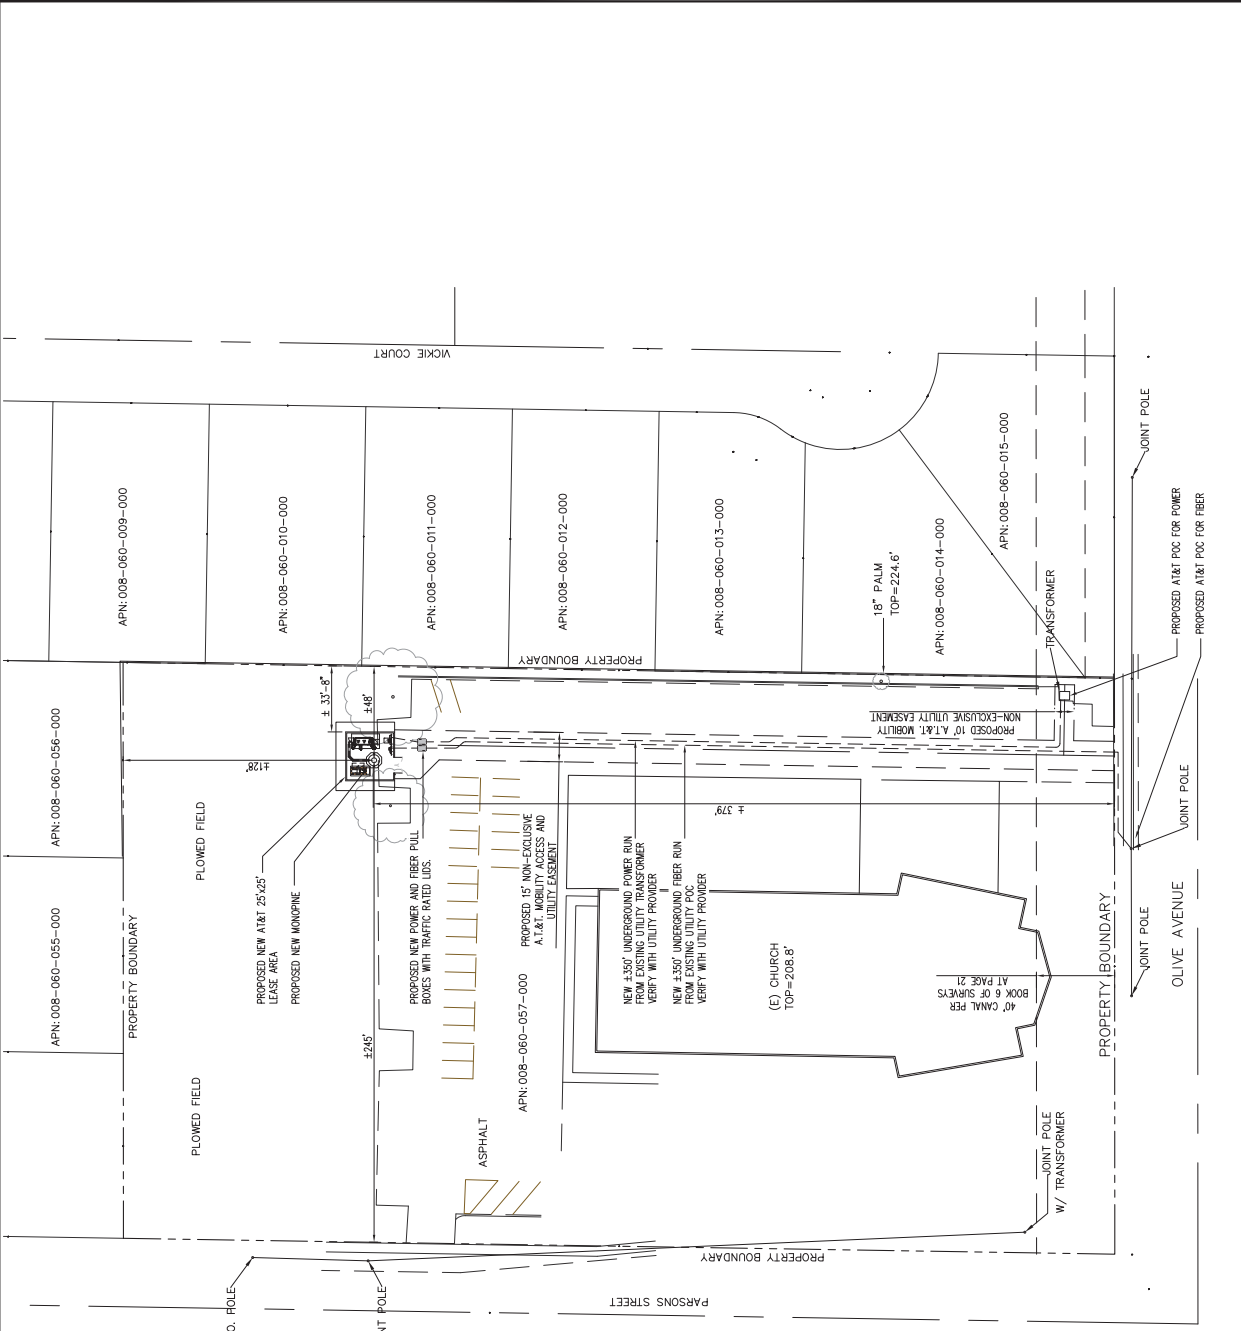 VICKIE COURT
APN: 008-060-009-000
APN: 008-060-010-000
APN: 008-060-011-000
APN: 008-060-012-000
APN: 008-060-013-000
APN: 008-060-014-000
APN: 008-060-015-000
18" PALM
TOP=224.6'
TRANSFORMER
JOINT POLE
PROPOSED AT&T POC FOR POWER
PROPOSED AT&T POC FOR FIBER
PROPERTY BOUNDARY
± 33'-8"
±48'
±128'
PROPOSED 10' A.T.&T. MOBILITY
NON-EXCLUSIVE UTILITY EASEMENT
APN: 008-060-056-000
APN: 008-060-055-000
PLOWED FIELD
PLOWED FIELD
PROPERTY BOUNDARY
PROPOSED NEW AT&T 25'x25'
LEASE AREA
PROPOSED NEW MONOPINE
PROPOSED NEW POWER AND FIBER PULL
BOXES WITH TRAFFIC RATED LIDS.
PROPOSED 15' NON-EXCLUSIVE
A.T.&T. MOBILITY ACCESS AND
UTILITY EASEMENT
± 379'
NEW ±350' UNDERGROUND POWER RUN
FROM EXISTING UTILITY TRANSFORMER
VERIFY WITH UTILITY PROVIDER
NEW ±350' UNDERGROUND FIBER RUN
FROM EXISTING UTILITY POC
VERIFY WITH UTILITY PROVIDER
(E) CHURCH
TOP=208.8'
40' CANAL PER
BOOK 6 OF SURVEYS
AT PAGE 21
±245'
APN: 008-060-057-000
ASPHALT
PROPERTY BOUNDARY
JOINT POLE
JOINT POLE
OLIVE AVENUE
JOINT POLE
W/ TRANSFORMER
PROPERTY BOUNDARY
PARSONS STREET
POLE
POLE